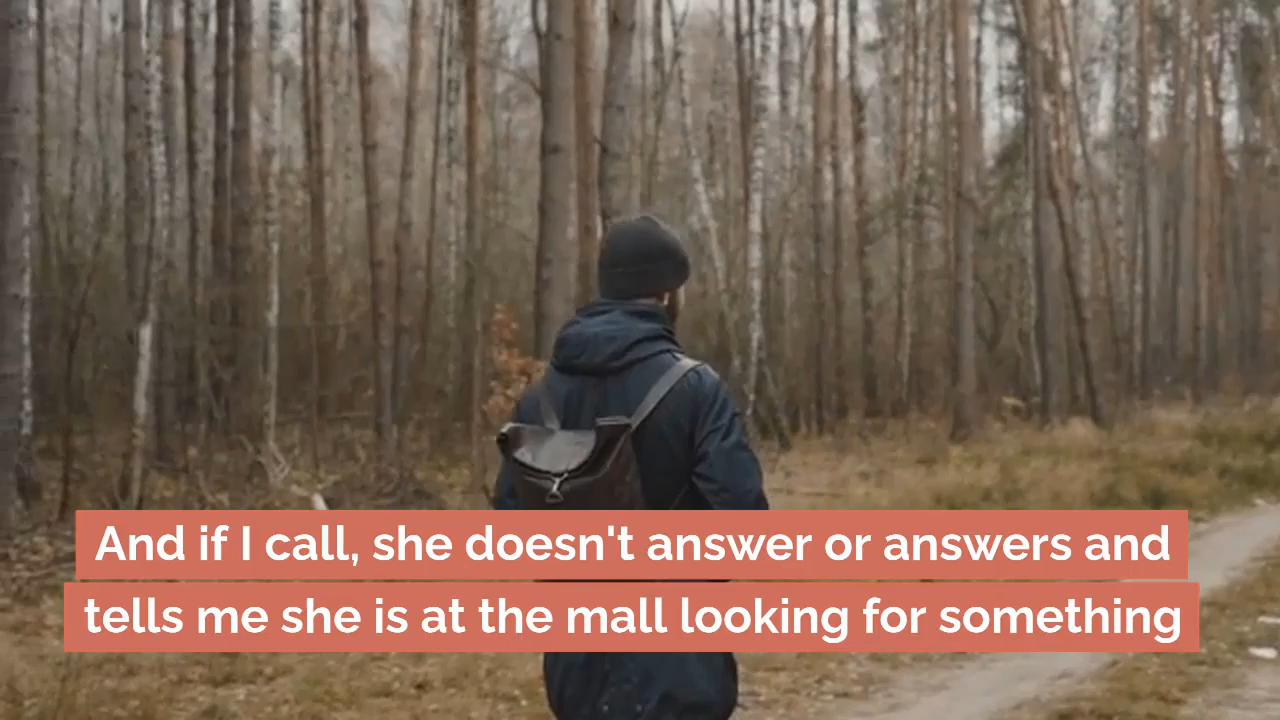 And if I call, she doesn't answer or answers and
tells me she is at the mall looking for something